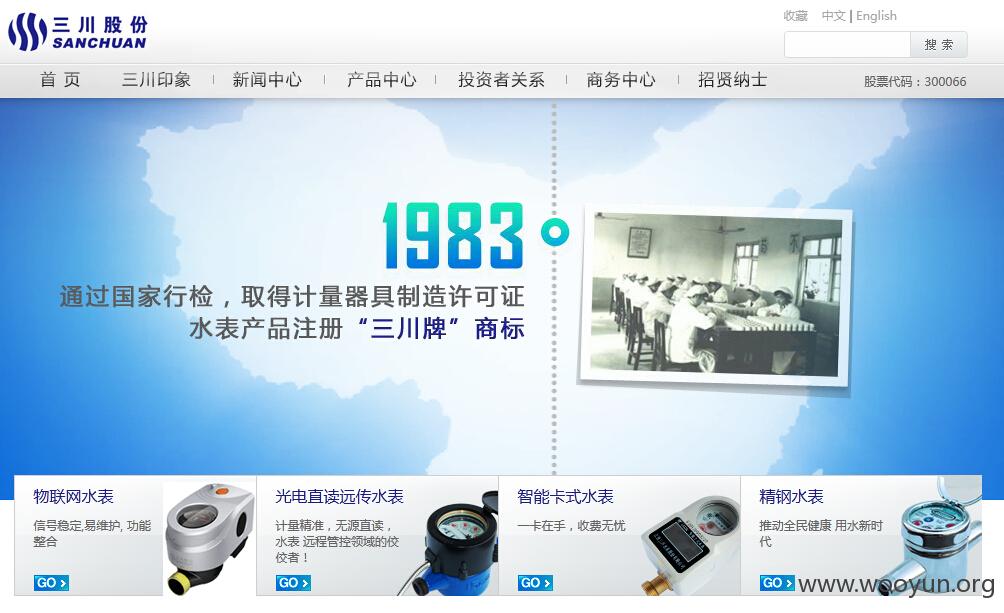 三川股份
SANCHUAN
收藏 中文 | English
搜 索
首 页 三川印象 新闻中心 产品中心 投资者关系 商务中心 招贤纳士 股票代码：300066
1983
通过国家行检，取得计量器具制造许可证
水表产品注册“三川牌”商标
物联网水表
信号稳定,易维护, 功能
整合
GO
光电直读远传水表
计量精准，无源直读，
水表 远程管控领域的佼
佼者！
GO
智能卡式水表
一卡在手，收费无忧
GO
精钢水表
推动全民健康 用水新时
代
GO
www.wooyun.org